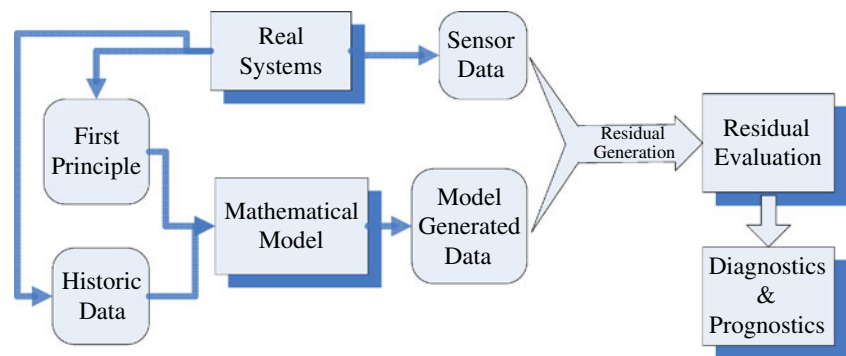 Real
Systems
Sensor
Data
First
Principle
Residual
Generation
Residual
Evaluation
Mathematical
Model
Model
Generated
Data
Historic
Data
Diagnostics
&
Prognostics